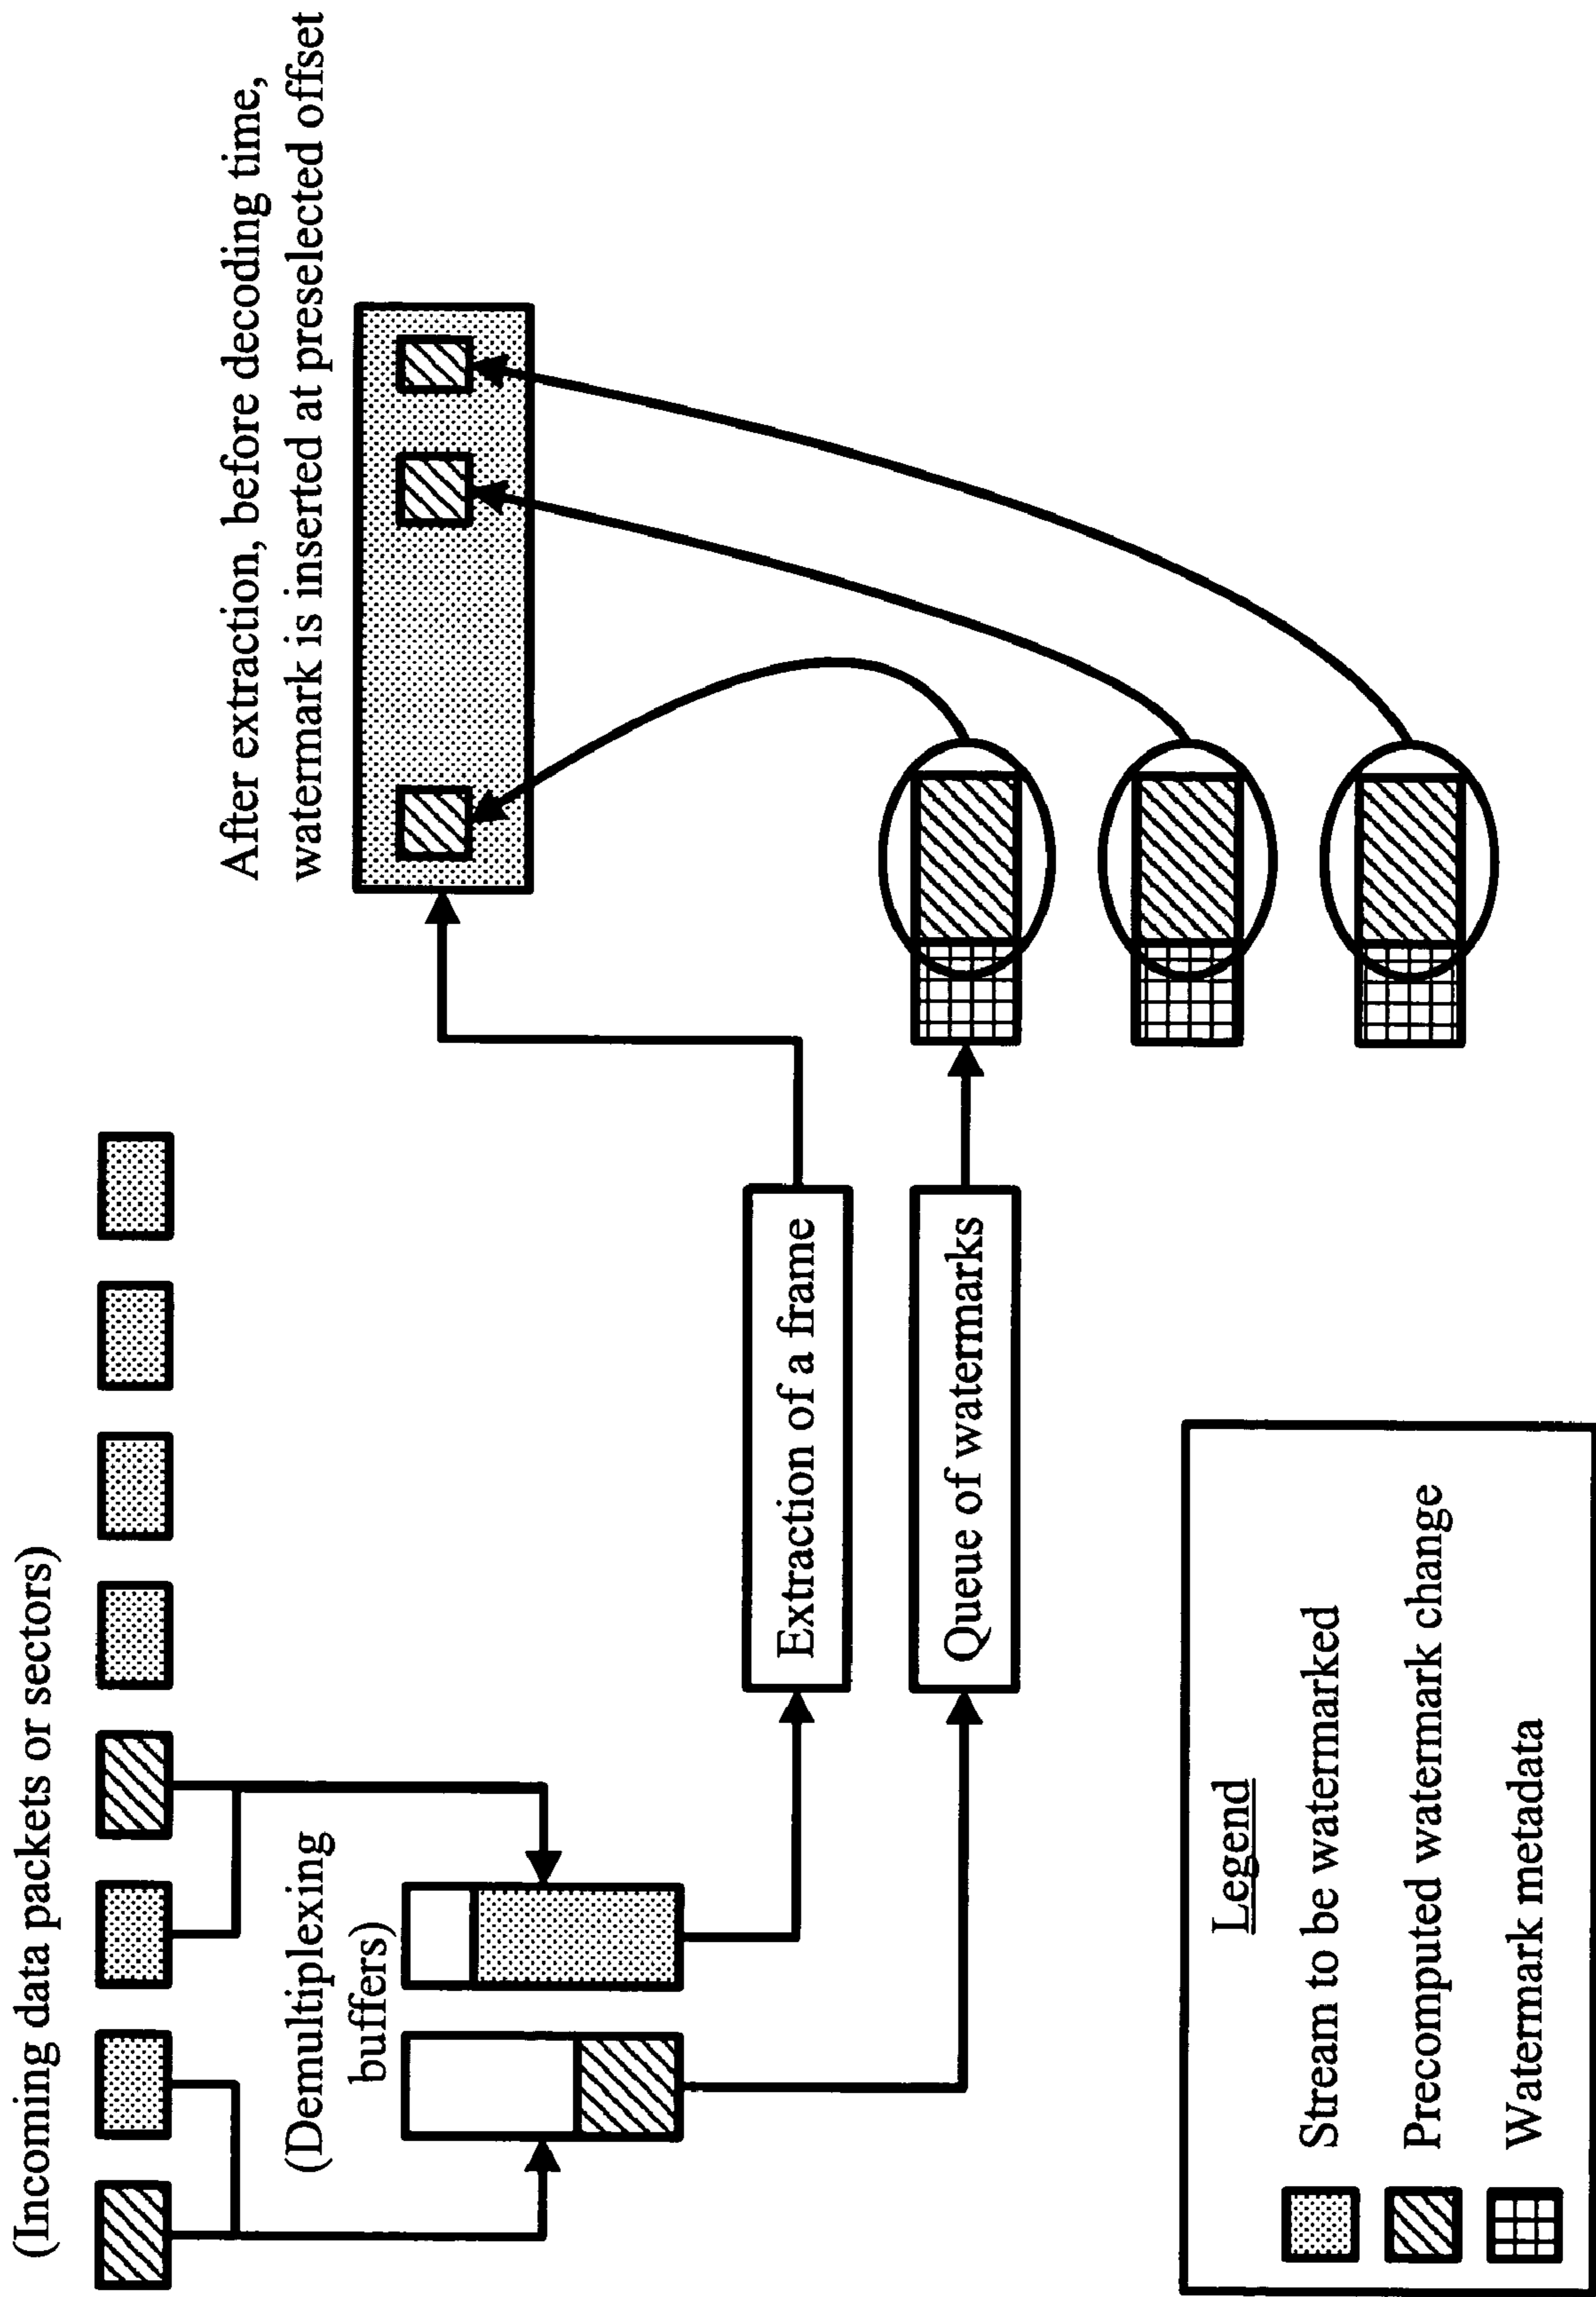 (Incoming data packets or sectors)
(Demultiplexing
buffers)
After extraction, before decoding time,
watermark is inserted at preselected offset
Extraction of a frame
Queue of watermarks
Legend
Stream to be watermarked
Precomputed watermark change
Watermark metadata